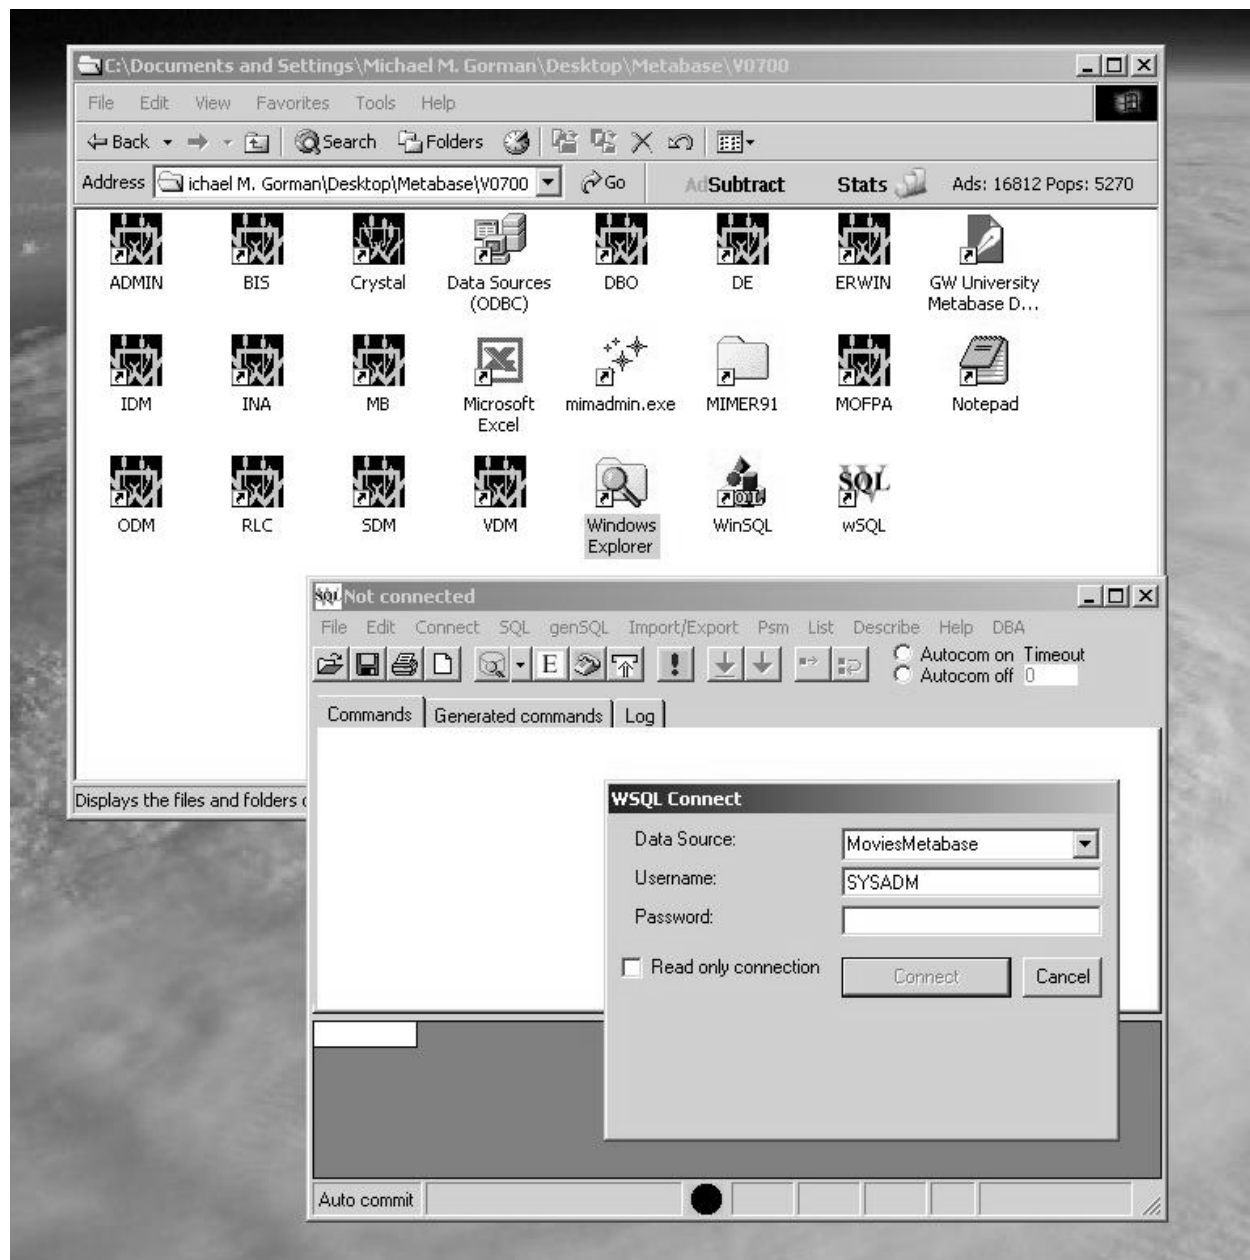 C:\Documents and Settings\Michael M. Gorman\Desktop\Metabase\V0700
File Edit View Favorites Tools Help
Back Search Folders
Address ichael M. Gorman\Desktop\Metabase\V0700 Go AdSubtract Stats Ads: 16812 Pops: 5270
ADMIN BIS Crystal Data Sources DBO DE ERWIN GW University
(ODBC) Metabase D...
IDM INA MB Microsoft mimadmin.exe MIMER91 MOFPA Notepad
Excel
SQL
ODM RLC SDM VDM Windows WinSQL wSQL
Explorer
SQL Not connected
File Edit Connect SQL genSQL Import/Export Psm List Describe Help DBA
E Autocom on Timeout
Autocom off 0
Commands Generated commands Log
Displays the files and folders
WSQL Connect
Data Source: MoviesMetabase
Username: SYSADM
Password:
Read only connection Connect Cancel
Auto commit